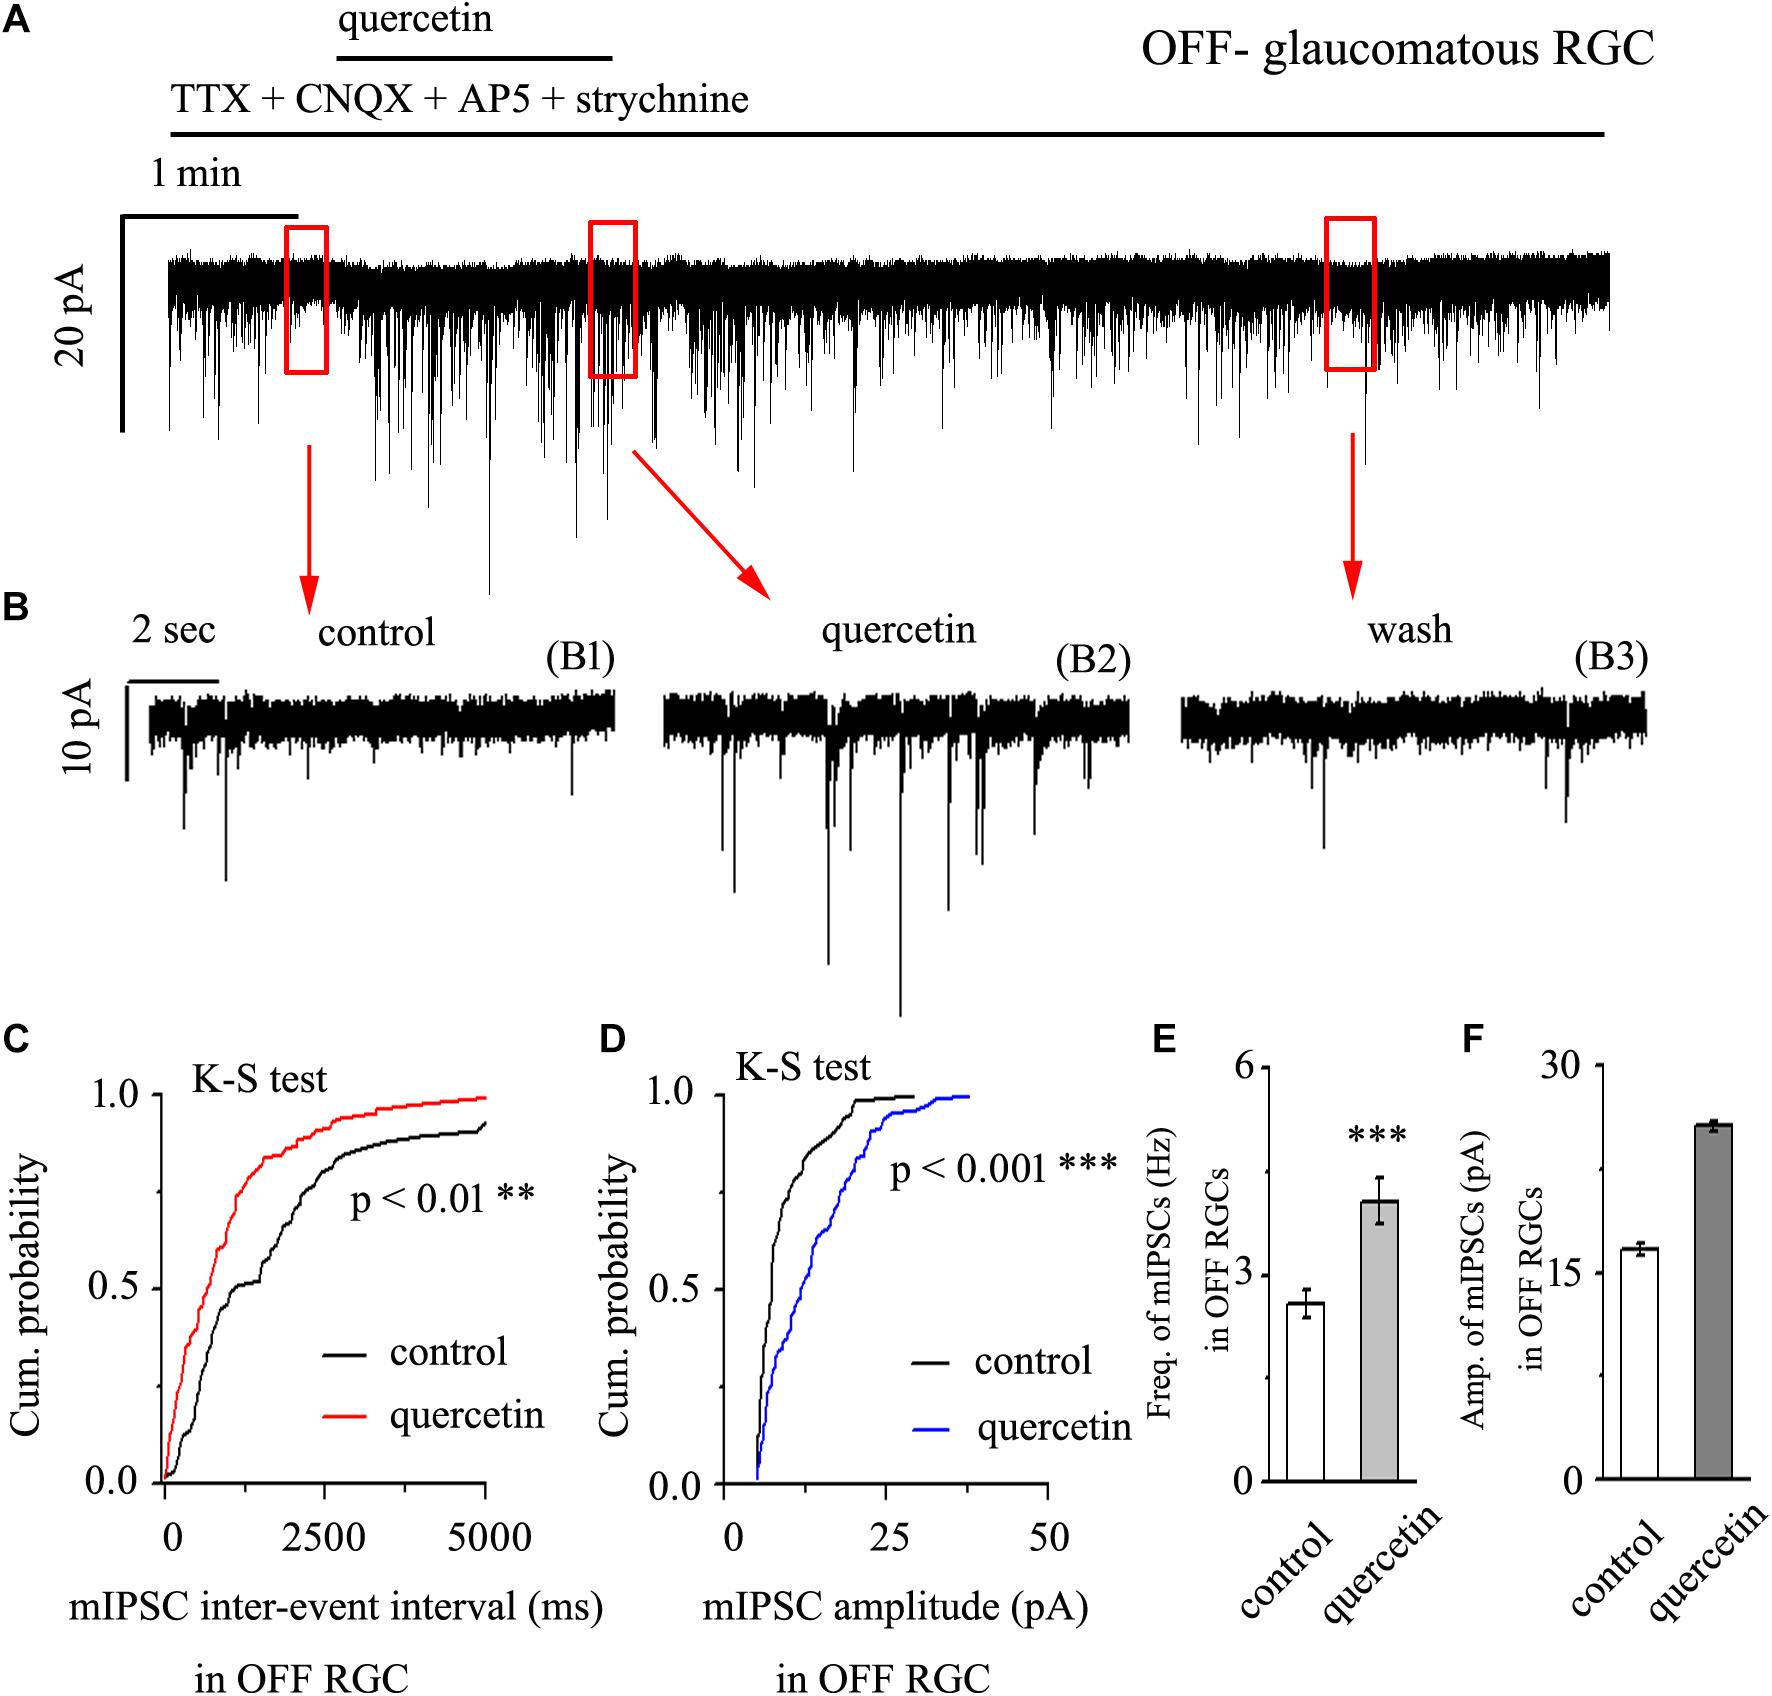 A
quercetin
OFF- glaucomatous RGC
TTX + CNQX + AP5 + strychnine
1 min
20 pA
B
2 sec
control
(B1)
quercetin
(B2)
wash
(B3)
10 pA
C
K-S test
1.0
0.5
0.0
Cum. probability
p < 0.01 **
control
quercetin
0 2500 5000
mIPSC inter-event interval (ms)
in OFF RGC
D
K-S test
1.0
0.5
0.0
Cum. probability
p < 0.001 ***
control
quercetin
0 25 50
mIPSC amplitude (pA)
in OFF RGC
E
6
3
0
Freq. of mIPSCs (Hz)
in OFF RGCs
***
control
quercetin
F
30
15
0
Amp. of mIPSCs (pA)
in OFF RGCs
control
quercetin